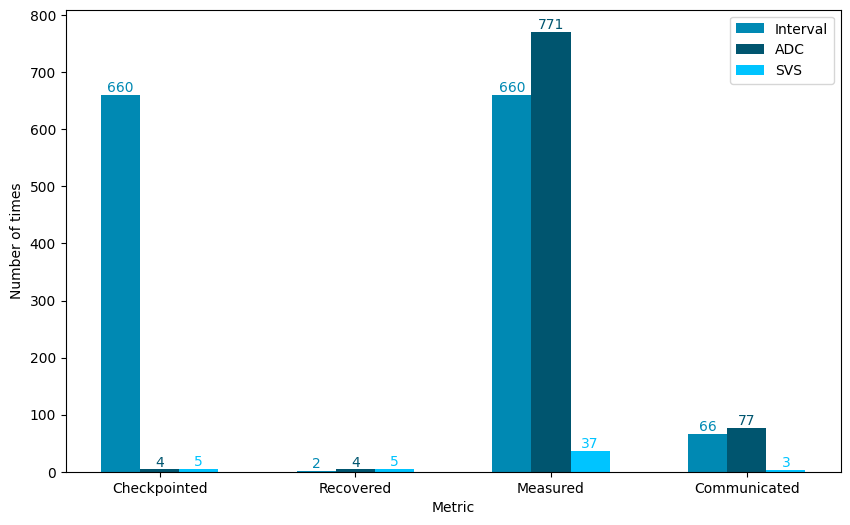 800
700
600
500
400
300
200
100
0
Number of times
660
4
5
2
4
5
660
771
37
66
77
3
Checkpointed
Recovered
Measured
Communicated
Metric
Interval
ADC
SVS